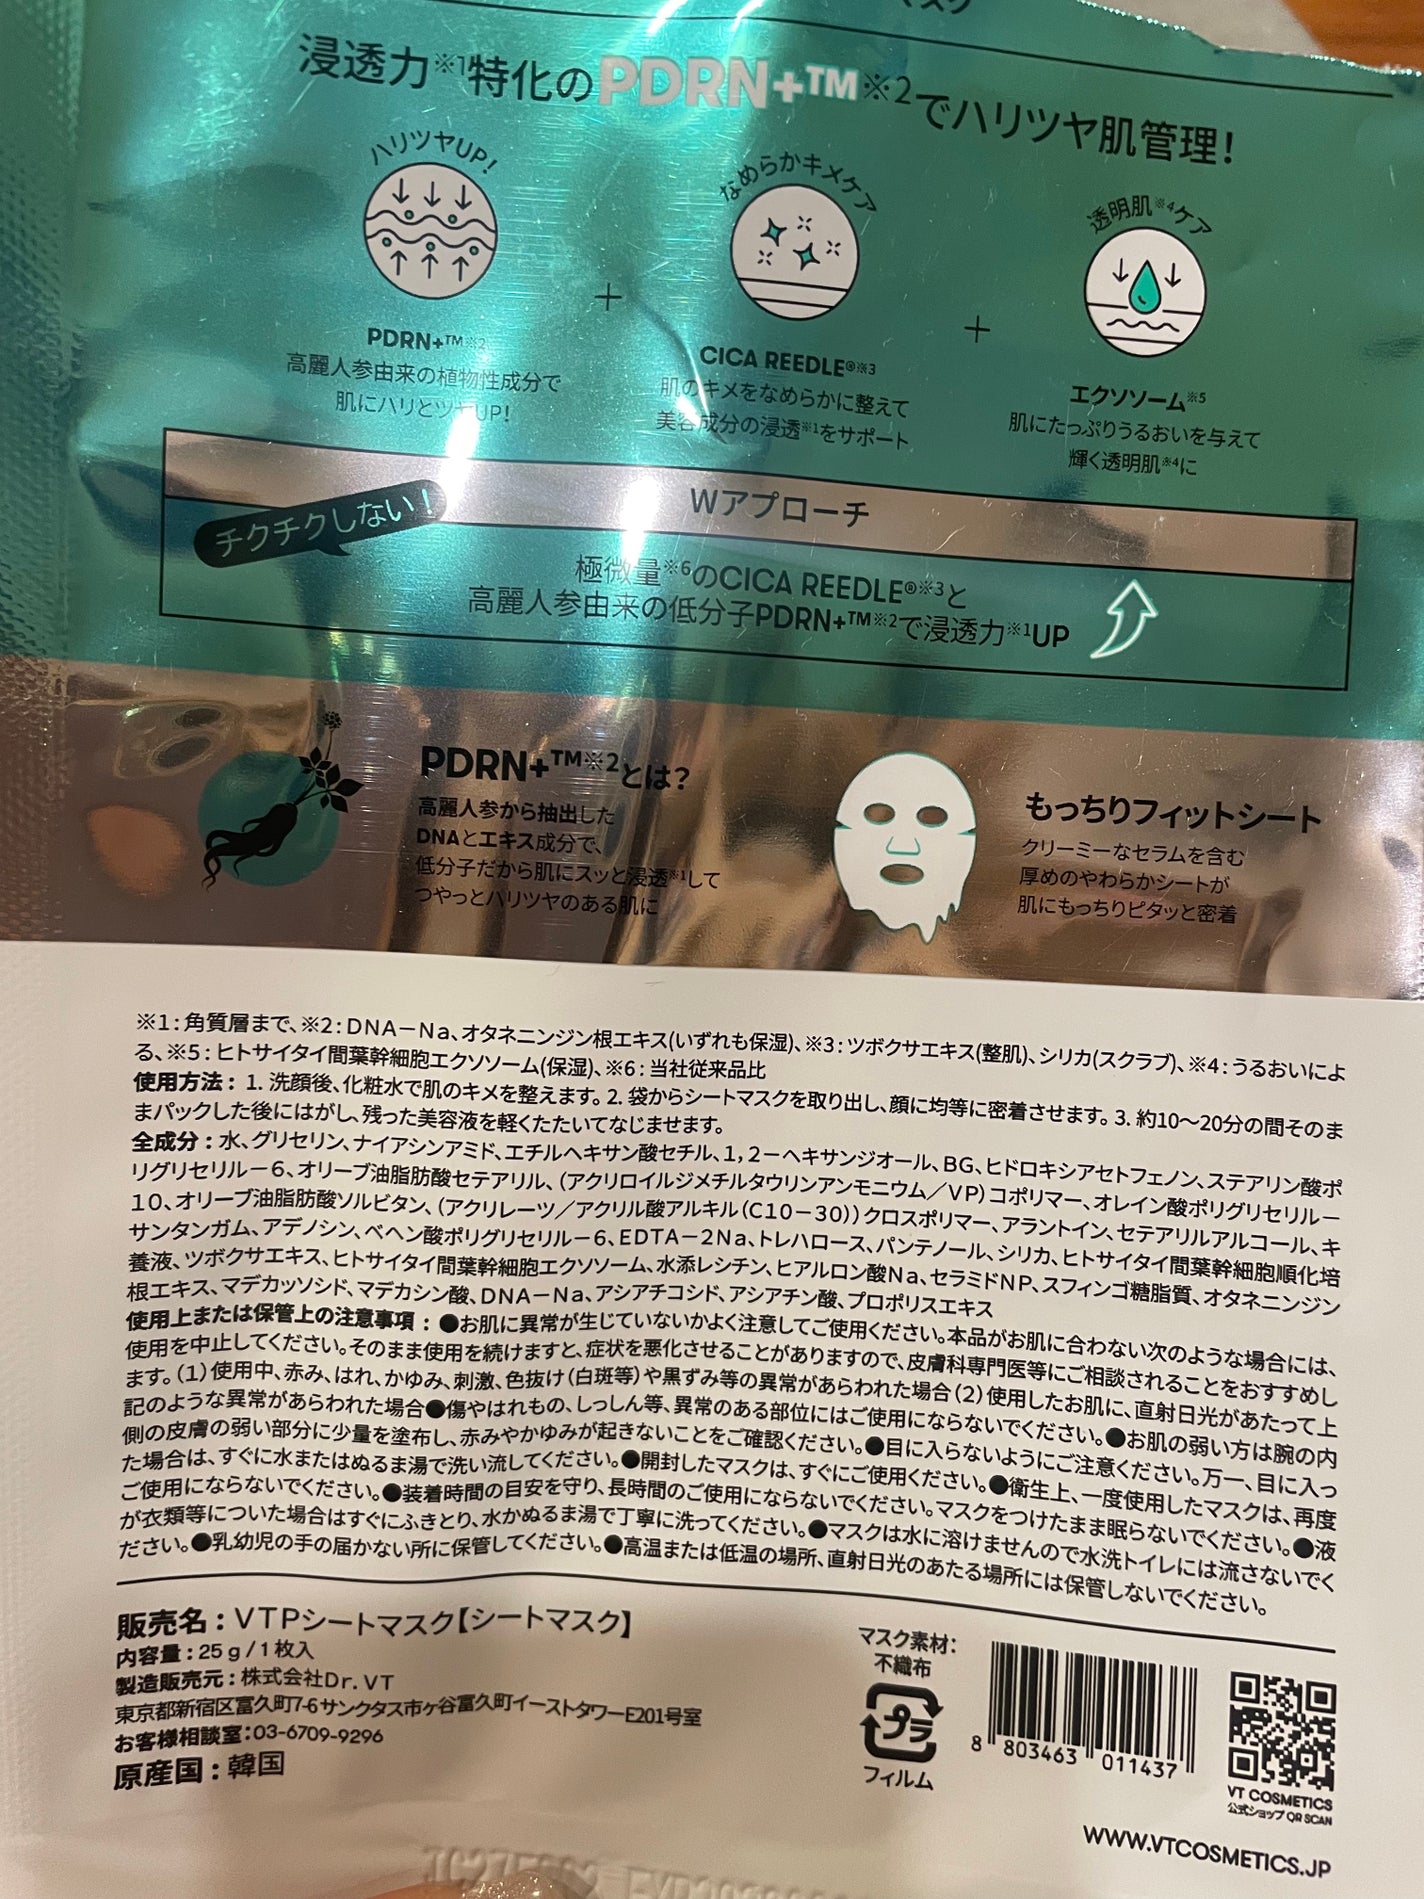 マスク
浸透力※1特化のPDRN+™※2でハリツヤ肌管理!
ハリツヤUP!
なめらかキメケア
透明肌※4ケア
+
+
PDRN+™※2
高麗人参由来の植物性成分で
肌にハリとツヤUP!
CICA REEDLE®※3
肌のキメをなめらかに整えて
美容成分の浸透※1をサポート
エクソソーム※5
肌にたっぷりうるおいを与えて
輝く透明肌※4に
チクチクしない!
Wアプローチ
極微量※6のCICA REEDLE®※3と
高麗人参由来の低分子PDRN+™※2で浸透力※1UP
PDRN+™※2とは?
高麗人参から抽出した
DNAとエキス成分で、
低分子だから肌にスッと浸透※1して
つやっとハリツヤのある肌に
もっちりフィットシート
クリーミーなセラムを含む
厚めのやわらかシートが
肌にもっちりピタッと密着
※1:角質層まで、※2:DNA-Na、オタネニンジン根エキス(いずれも保湿)、※3:ツボクサエキス(整肌)、シリカ(スクラブ)、※4:うるおいによ
る、※5:ヒトサイタイ間葉幹細胞エクソソーム(保湿)、※6:当社従来品比
使用方法: 1. 洗顔後、化粧水で肌のキメを整えます。2. 袋からシートマスクを取り出し、顔に均等に密着させます。3. 約10〜20分の間そのま
まパックした後にはがし、残った美容液を軽くたたいてなじませます。
全成分:水、グリセリン、ナイアシンアミド、エチルヘキサン酸セチル、1,2-ヘキサンジオール、BG、ヒドロキシアセトフェノン、ステアリン酸ポ
リグリセリル-6、オリーブ油脂肪酸セテアリル、(アクリロイルジメチルタウリンアンモニウム/VP)コポリマー、オレイン酸ポリグリセリル-
10、オリーブ油脂肪酸ソルビタン、(アクリレーツ/アクリル酸アルキル(C10-30))クロスポリマー、アラントイン、セテアリルアルコール、キ
サンタンガム、アデノシン、ベヘン酸ポリグリセリル-6、EDTA-2Na、トレハロース、パンテノール、シリカ、ヒトサイタイ間葉幹細胞順化培
養液、ツボクサエキス、ヒトサイタイ間葉幹細胞エクソソーム、水添レシチン、ヒアルロン酸Na、セラミドNP、スフィンゴ糖脂質、オタネニンジン
根エキス、マデカッソシド、マデカシン酸、DNA-Na、アシアチコシド、アシアチン酸、プロポリスエキス
使用上または保管上の注意事項:●お肌に異常が生じていないかよく注意してご使用ください。本品がお肌に合わない次のような場合には、
使用を中止してください。そのまま使用を続けますと、症状を悪化させることがありますので、皮膚科専門医等にご相談されることをおすすめし
ます。(1)使用中、赤み、はれ、かゆみ、刺激、色抜け(白斑等)や黒ずみ等の異常があらわれた場合(2)使用したお肌に、直射日光があたって上
記のような異常があらわれた場合●傷やはれもの、しっしん等、異常のある部位にはご使用にならないでください。●お肌の弱い方は腕の内
側の皮膚の弱い部分に少量を塗布し、赤みやかゆみが起きないことをご確認ください。●目に入らないようにご注意ください。万一、目に入っ
た場合は、すぐに水またはぬるま湯で洗い流してください。●開封したマスクは、すぐにご使用ください。●衛生上、一度使用したマスクは、再度
ご使用にならないでください。●装着時間の目安を守り、長時間のご使用にならないでください。マスクをつけたまま眠らないでください。●液
が衣類等についた場合はすぐにふきとり、水かぬるま湯で丁寧に洗ってください。●マスクは水に溶けませんので水洗トイレには流さないでく
ださい。●乳幼児の手の届かない所に保管してください。●高温または低温の場所、直射日光のあたる場所には保管しないでください。
販売名:VTPシートマスク【シートマスク】
内容量:25g/1枚入
製造販売元:株式会社Dr.VT
東京都新宿区富久町7-6サンクタス市ヶ谷富久町イーストタワーE201号室
お客様相談室:03-6709-9296
原産国:韓国
マスク素材:
不織布
プラ
フィルム
8 803463 011437
VT COSMETICS
公式ショップ QR SCAN
WWW.VTCOSMETICS.JP